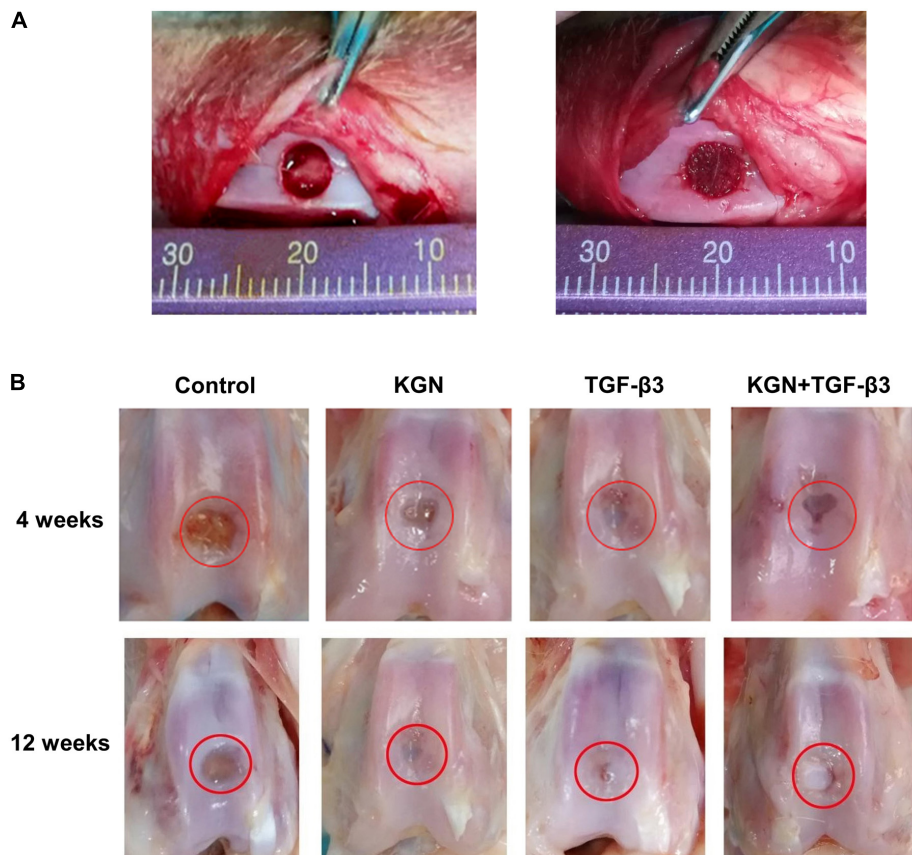 A
30 20 10
30 20 10
B
Control KGN TGF-β3 KGN+TGF-β3
4 weeks
12 weeks